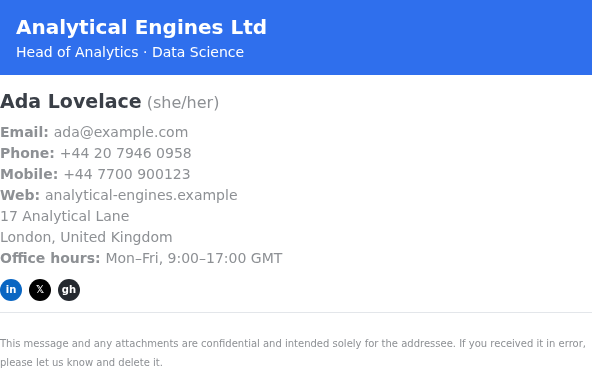 Analytical Engines Ltd
Head of Analytics · Data Science
Ada Lovelace (she/her)
Email: ada@example.com
Phone: +44 20 7946 0958
Mobile: +44 7700 900123
Web: analytical-engines.example
17 Analytical Lane
London, United Kingdom
Office hours: Mon–Fri, 9:00–17:00 GMT
in 𝕏 gh
This message and any attachments are confidential and intended solely for the addressee. If you received it in error,
please let us know and delete it.